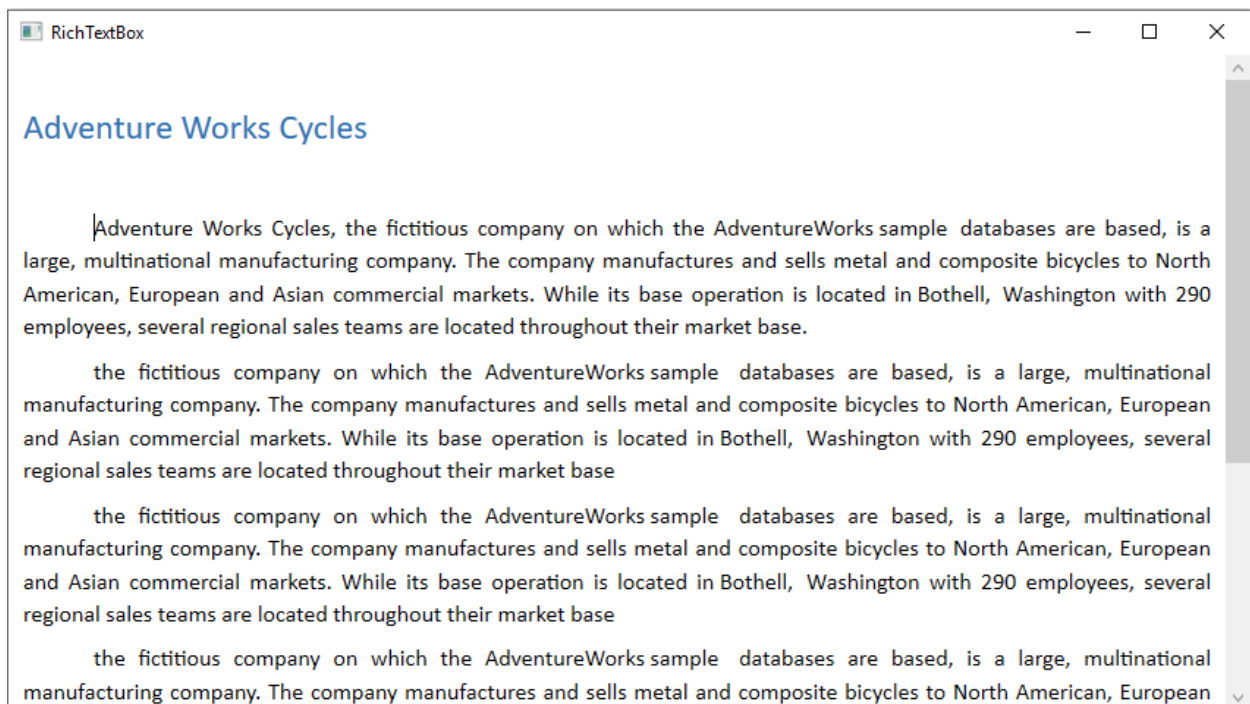 RichTextBox
Adventure Works Cycles
Adventure Works Cycles, the fictitious company on which the AdventureWorks sample databases are based, is a
large, multinational manufacturing company. The company manufactures and sells metal and composite bicycles to North
American, European and Asian commercial markets. While its base operation is located in Bothell, Washington with 290
employees, several regional sales teams are located throughout their market base.
the fictitious company on which the AdventureWorks sample databases are based, is a large, multinational
manufacturing company. The company manufactures and sells metal and composite bicycles to North American, European
and Asian commercial markets. While its base operation is located in Bothell, Washington with 290 employees, several
regional sales teams are located throughout their market base
the fictitious company on which the AdventureWorks sample databases are based, is a large, multinational
manufacturing company. The company manufactures and sells metal and composite bicycles to North American, European
and Asian commercial markets. While its base operation is located in Bothell, Washington with 290 employees, several
regional sales teams are located throughout their market base
the fictitious company on which the AdventureWorks sample databases are based, is a large, multinational
manufacturing company. The company manufactures and sells metal and composite bicycles to North American, European